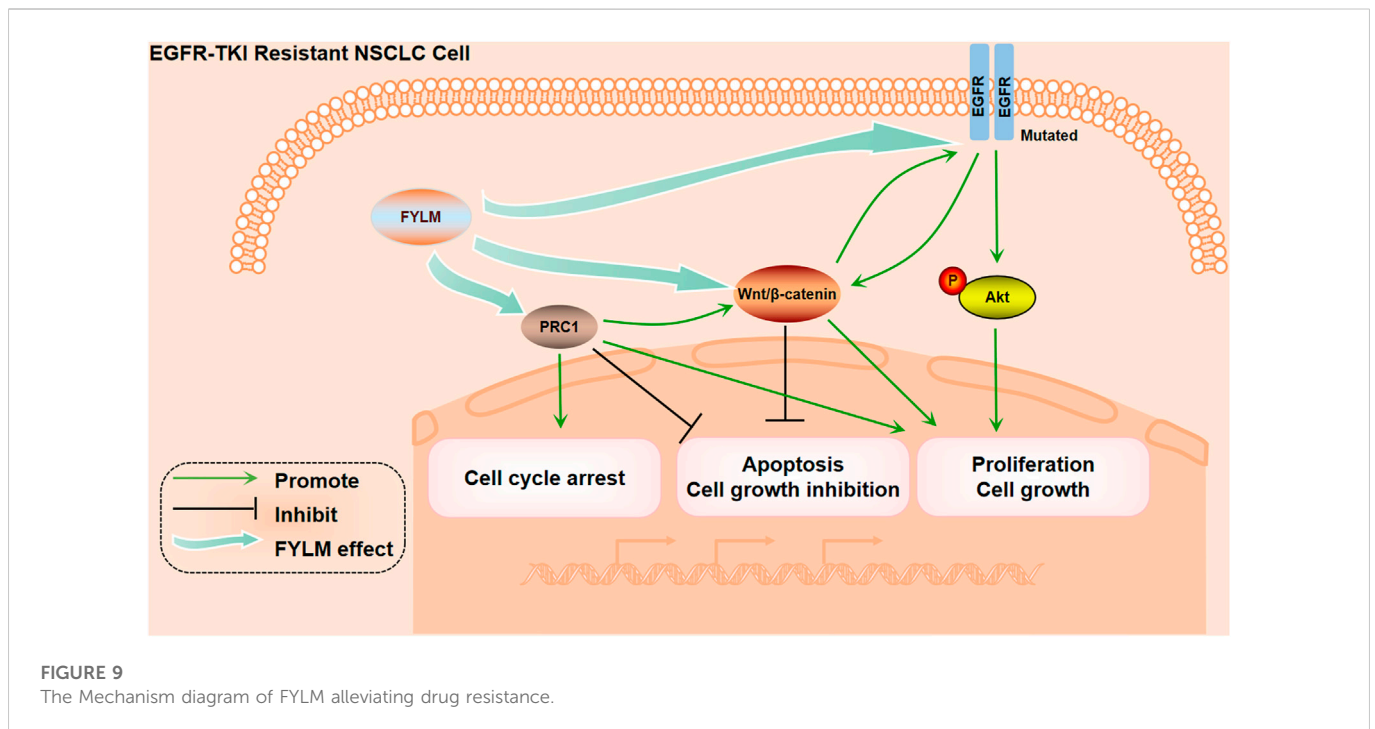 EGFR-TKI Resistant NSCLC Cell
EGFR
EGFR
Mutated
FYLM
Wnt/β-catenin
P
Akt
PRC1
Cell cycle arrest
Apoptosis
Cell growth inhibition
Proliferation
Cell growth
Promote
Inhibit
FYLM effect
FIGURE 9
The Mechanism diagram of FYLM alleviating drug resistance.